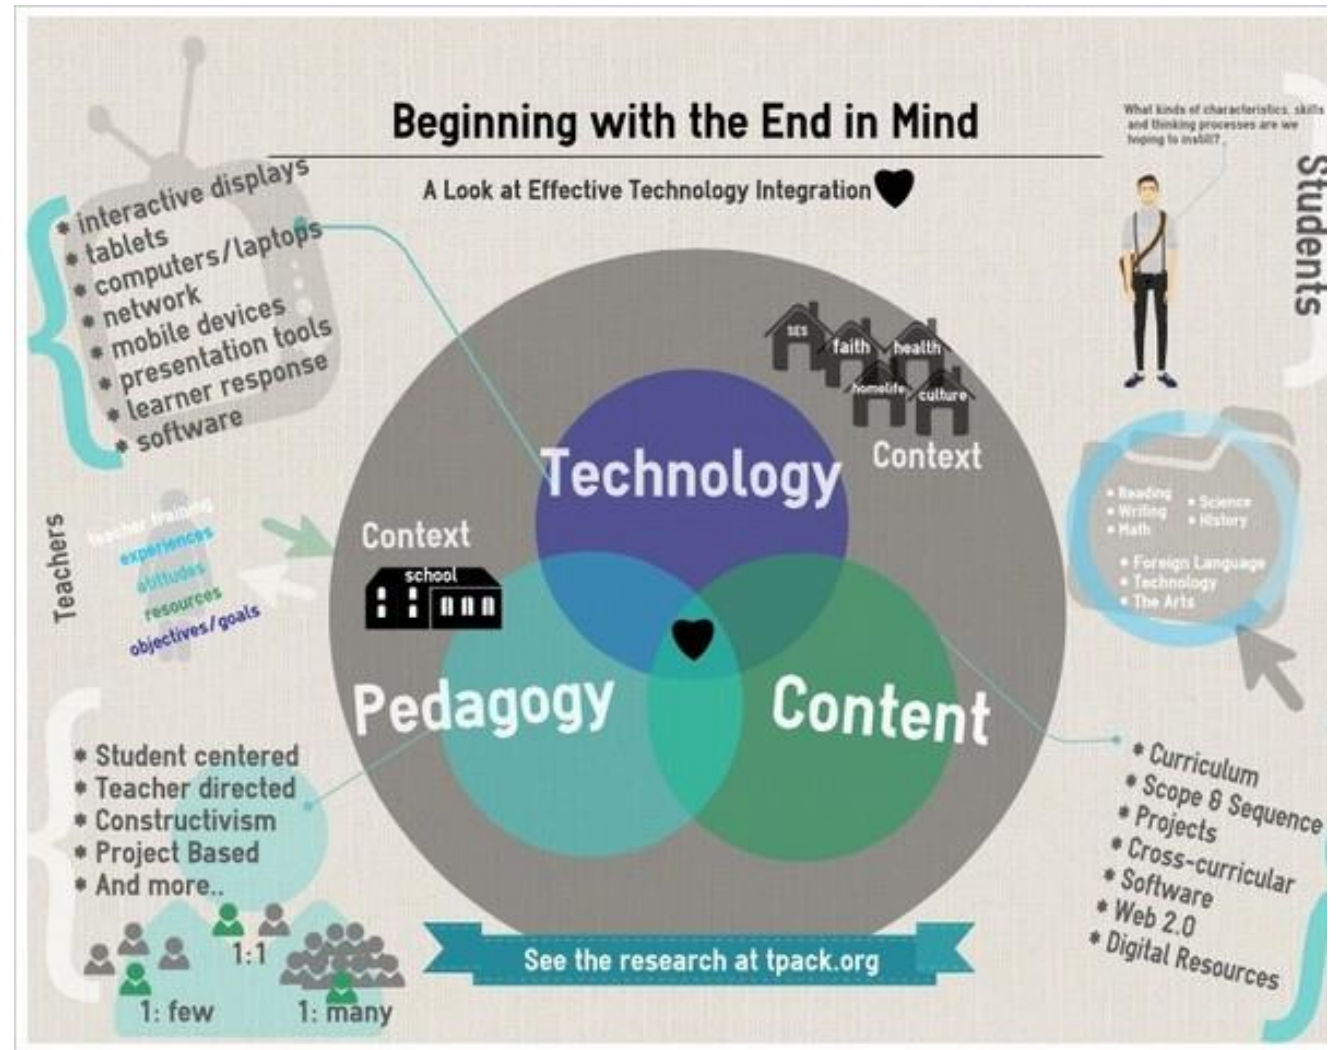 Beginning with the End in Mind
A Look at Effective Technology Integration
What kinds of characteristics, skills
and thinking processes are we
hoping to instill?
Students
* interactive displays
* tablets
* computers/laptops
* network
* mobile devices
* presentation tools
* learner response
* software
SES
faith
health
homelife
culture
Context
Technology
Context
school
Pedagogy
Content
Teachers
teacher training
experiences
attitudes
resources
objectives/goals
• Reading
• Writing
• Math
• Science
• History
• Foreign Language
• Technology
• The Arts
* Student centered
* Teacher directed
* Constructivism
* Project Based
* And more..
1:1
1: few
1: many
* Curriculum
* Scope & Sequence
* Projects
* Cross-curricular
* Software
* Web 2.0
* Digital Resources
See the research at tpack.org